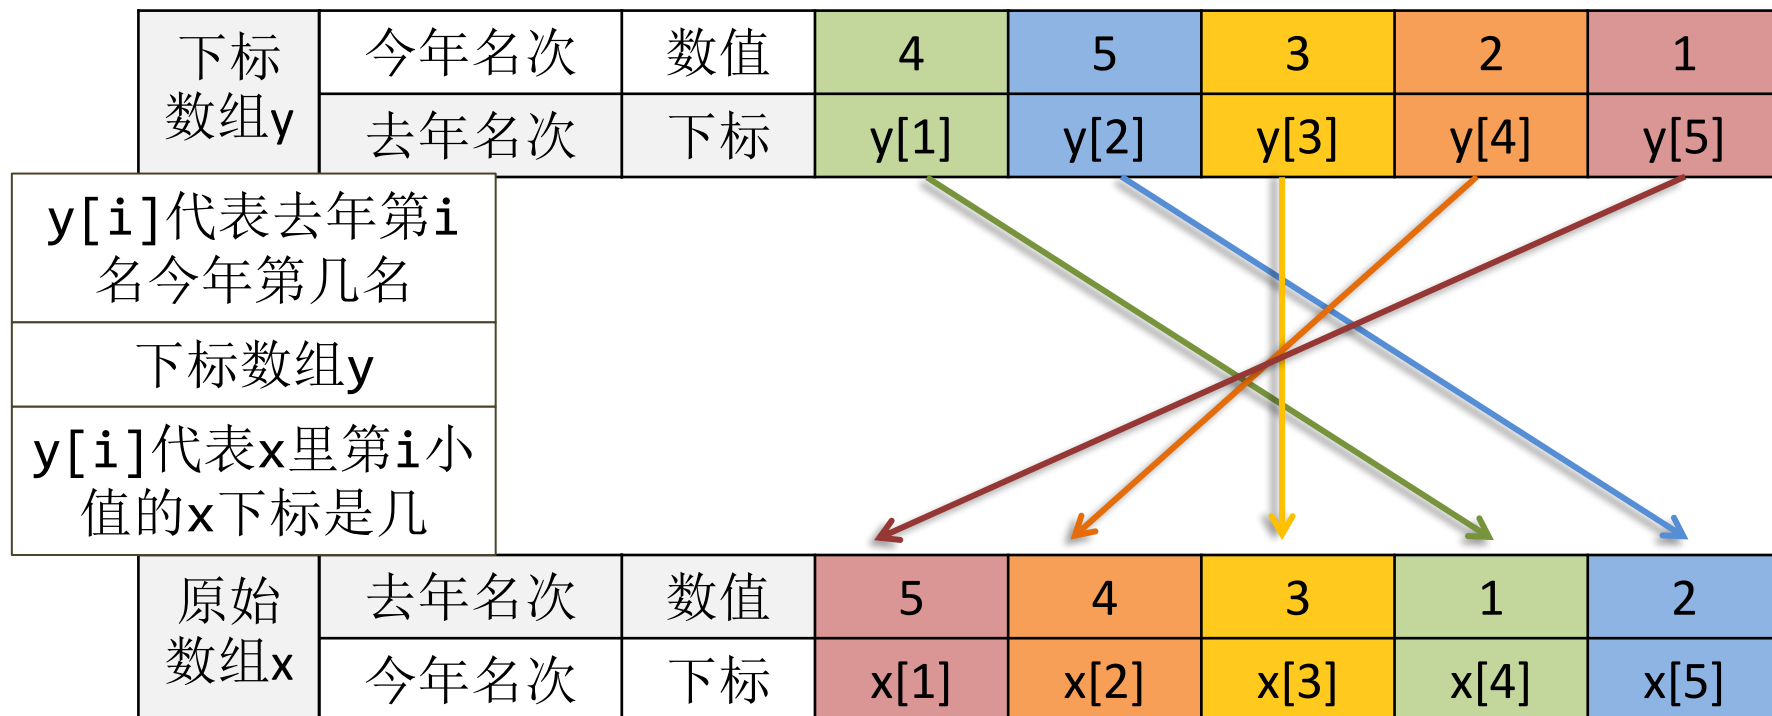 下标
数组y
今年名次 数值 4 5 3 2 1
去年名次 下标 y[1] y[2] y[3] y[4] y[5]
y[i]代表去年第i
名今年第几名
下标数组y
y[i]代表x里第i小
值的x下标是几
原始
数组x
去年名次 数值 5 4 3 1 2
今年名次 下标 x[1] x[2] x[3] x[4] x[5]